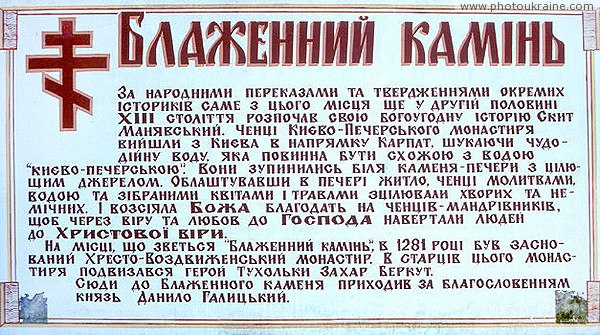 www.photoukraine.com
Блаженний камінь
За народними переказами та твердженнями окремих
істориків саме з цього місця ще у другій половині
XIII століття розпочав свою богоугодну історію Скит
Манявський. Ченці Києво-Печерського монастиря
вийшли з Києва в напрямку Карпат, шукаючи чудо-
дійну воду, яка повинна бути схожою з водою
"києво-печерською". Вони зупинились біля каменя-печери з цілю-
щим джерелом. Облаштувавши в печері житло, ченці молитвами,
водою та зібраними квітами і травами зціляли хворих та не-
мічних. І возсіяла Божа благодать на ченців-мандрівників,
щоб через віру та любов до Господа навертали людей
до Христової віри.
На місці, що зветься "Блаженний камінь", в 1281 році був засно-
ваний Хресто-Воздвиженський монастир. В старців цього монас-
тиря подвизався герой Тухольки Захар Беркут.
Сюди до Блаженного каменя приходив за благословенням
князь Данило Галицький.